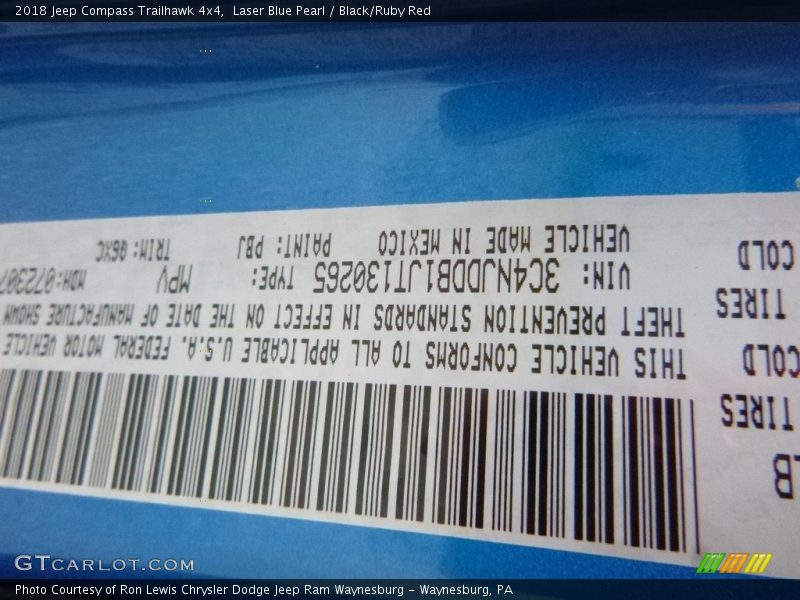 2018 Jeep Compass Trailhawk 4x4,  Laser Blue Pearl / Black/Ruby Red
LB
TIRES
COLD
TIRES
COLD
THIS VEHICLE CONFORMS TO ALL APPLICABLE U.S.A. FEDERAL MOTOR VEHICLE
THEFT PREVENTION STANDARDS IN EFFECT ON THE DATE OF MANUFACTURE SHOWN
VIN: 3C4NJDDB1JT130265 TYPE: MPV MDH:072307
VEHICLE MADE IN MEXICO PAINT: PBJ TRIM: Q6XC
GTCARLOT.COM
Photo Courtesy of Ron Lewis Chrysler Dodge Jeep Ram Waynesburg - Waynesburg, PA